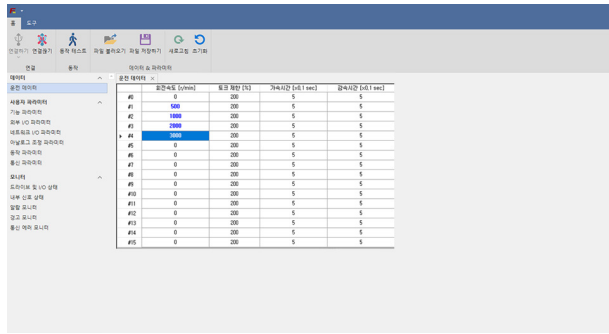 홈 도구
연결하기 연결끊기 동작 테스트 파일 불러오기 파일 저장하기 새로고침 초기화
연결 동작 데이터 & 파라미터
데이터
운전 데이터
사용자 파라미터
기능 파라미터
외부 I/O 파라미터
네트워크 I/O 파라미터
아날로그 조정 파라미터
동작 파라미터
통신 파라미터
모니터
드라이브 및 I/O 상태
내부 신호 상태
알람 모니터
경고 모니터
통신 에러 모니터
운전 데이터 ×
회전속도 [r/min] 토크 제한 [%] 가속시간 [x0.1 sec] 감속시간 [x0.1 sec]
#0 0 200 5 5
#1 500 200 5 5
#2 1000 200 5 5
#3 2000 200 5 5
#4 3000 200 5 5
#5 0 200 5 5
#6 0 200 5 5
#7 0 200 5 5
#8 0 200 5 5
#9 0 200 5 5
#10 0 200 5 5
#11 0 200 5 5
#12 0 200 5 5
#13 0 200 5 5
#14 0 200 5 5
#15 0 200 5 5